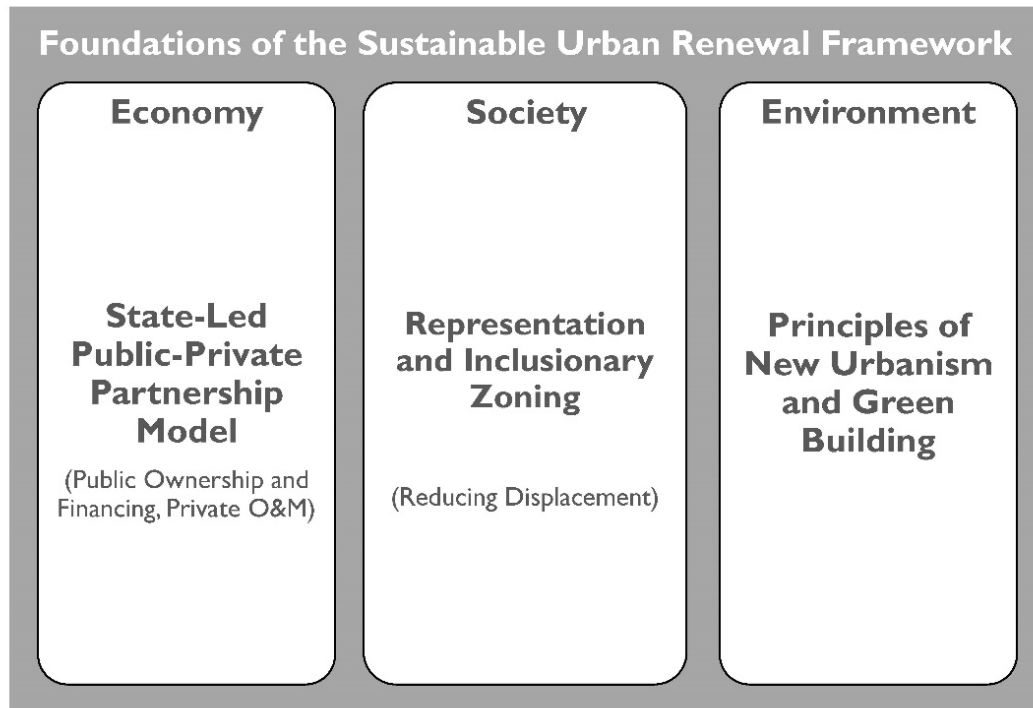 Foundations of the Sustainable Urban Renewal Framework
Economy
State-Led
Public-Private
Partnership
Model
(Public Ownership and
Financing, Private O&M)
Society
Representation
and Inclusionary
Zoning
(Reducing Displacement)
Environment
Principles of
New Urbanism
and Green
Building